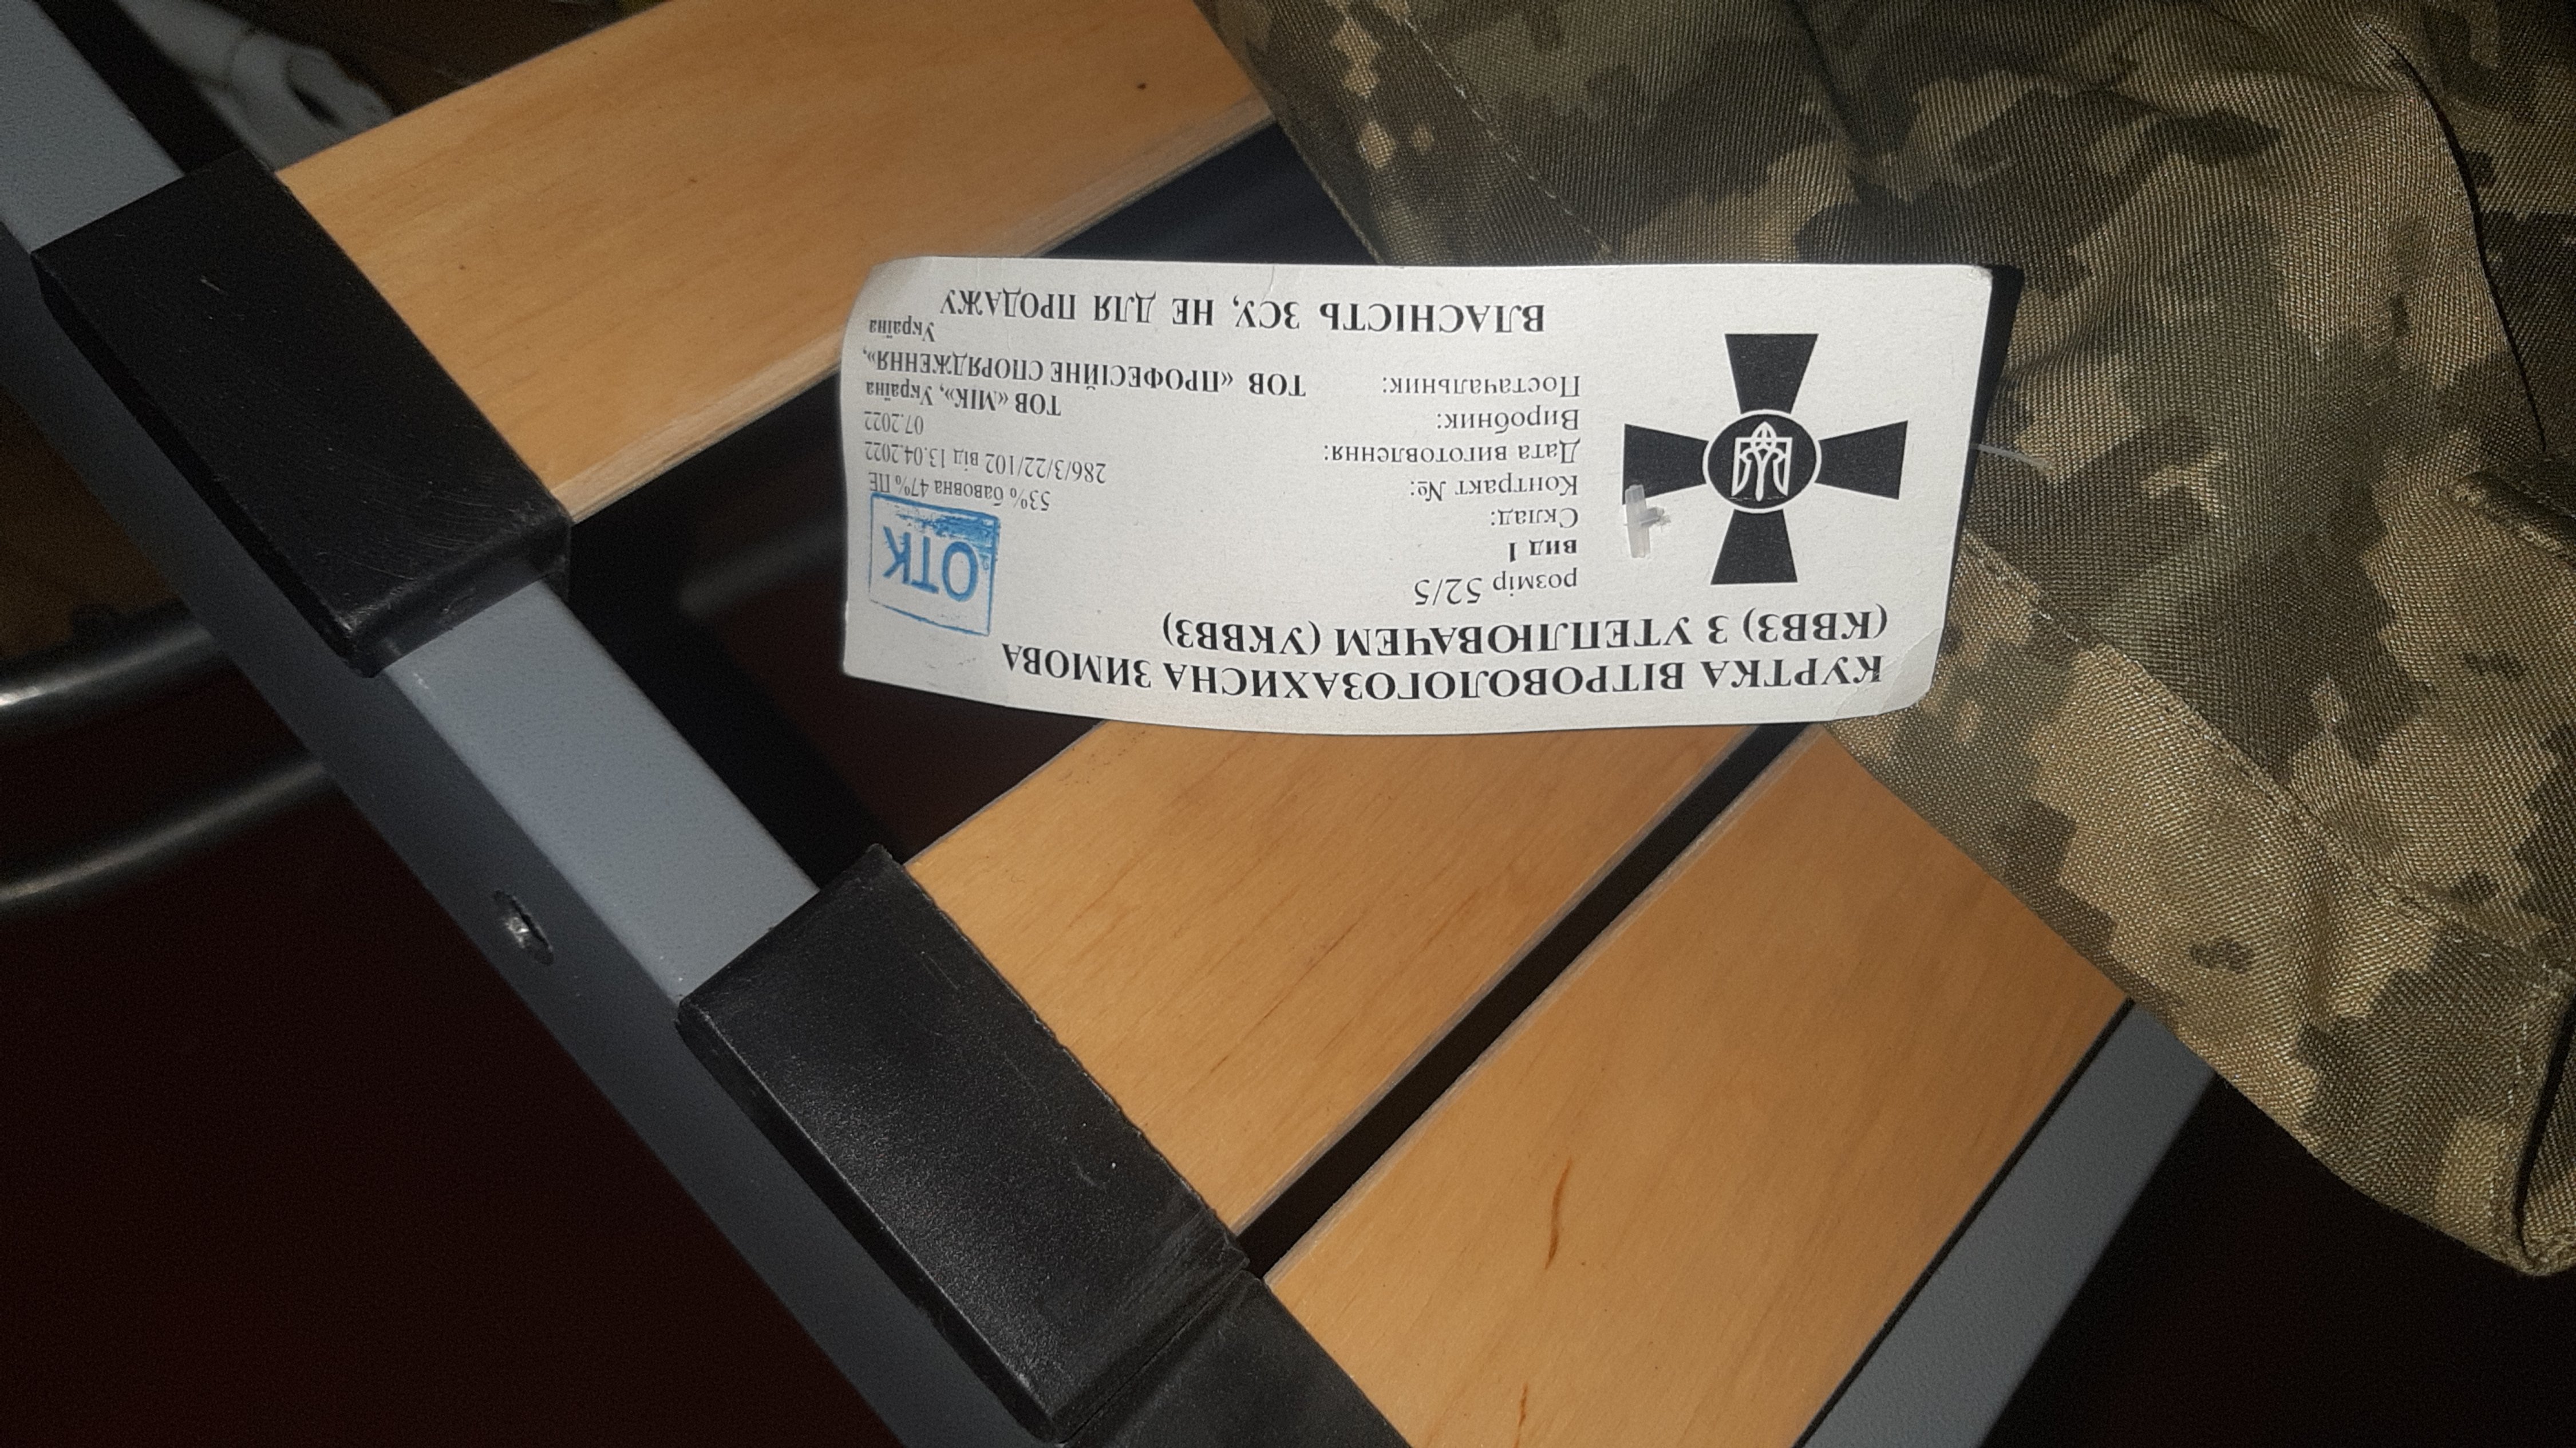 КУРТКА ВІТРОВОЛОГОЗАХИСНА ЗИМОВА
(КВВЗ) З УТЕПЛЮВАЧЕМ (УКВВЗ)
розмір 52/5
вид 1
ОТК
Склад: 53% бавовна 47% ПЕ
Контракт №: 286/3/22/102 від 13.04.2022
Дата виготовлення: 07.2022
Виробник: ТОВ «МІК», Україна
Постачальник: ТОВ «ПРОФЕСІЙНЕ СПОРЯДЖЕННЯ»,
Україна
ВЛАСНІСТЬ ЗСУ, НЕ ДЛЯ ПРОДАЖУ